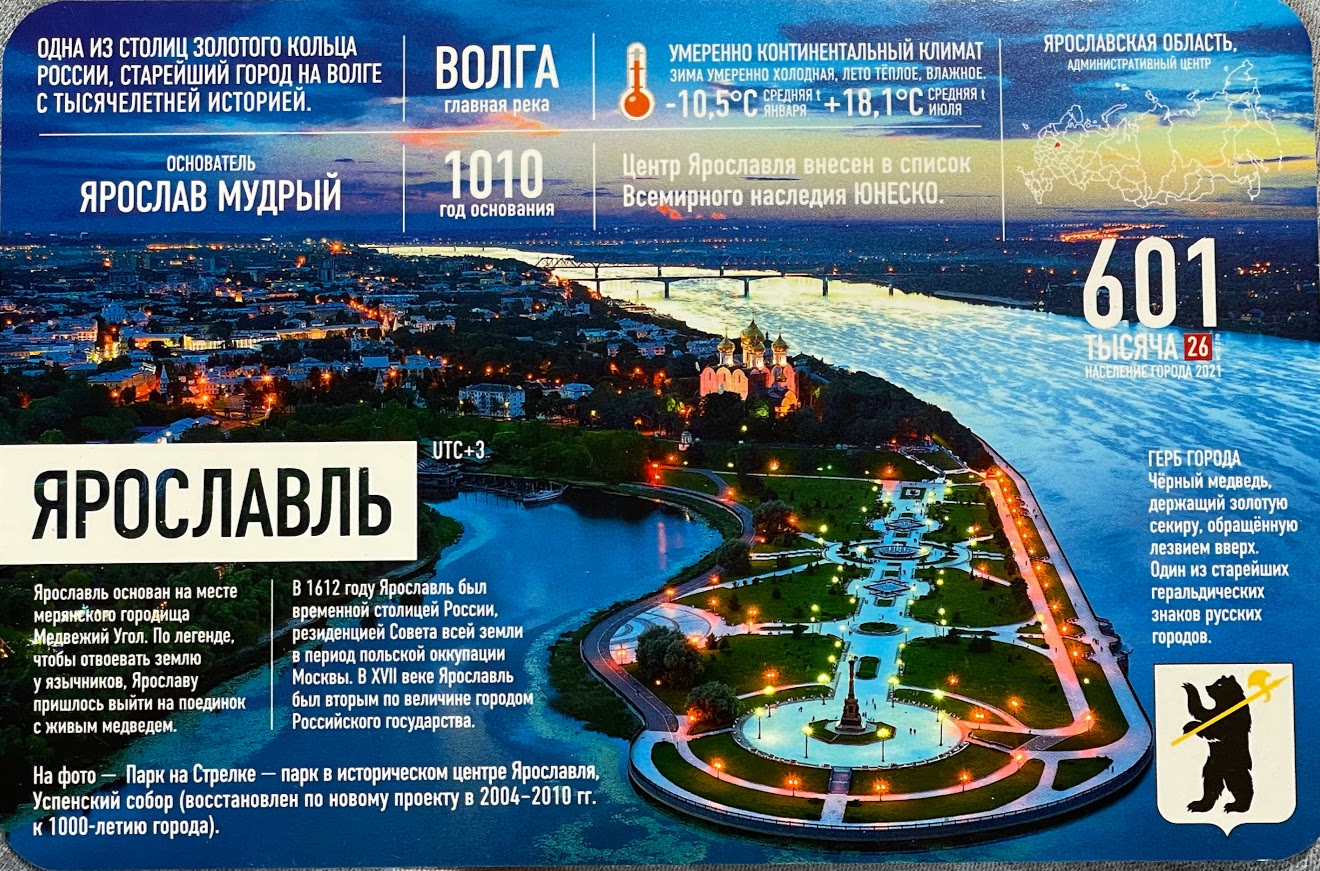 ОДНА ИЗ СТОЛИЦ ЗОЛОТОГО КОЛЬЦА
РОССИИ, СТАРЕЙШИЙ ГОРОД НА ВОЛГЕ
С ТЫСЯЧЕЛЕТНЕЙ ИСТОРИЕЙ.
ВОЛГА
главная река
УМЕРЕННО КОНТИНЕНТАЛЬНЫЙ КЛИМАТ
ЗИМА УМЕРЕННО ХОЛОДНАЯ, ЛЕТО ТЁПЛОЕ, ВЛАЖНОЕ.
-10,5°C СРЕДНЯЯ t ЯНВАРЯ +18,1°C СРЕДНЯЯ t ИЮЛЯ
ЯРОСЛАВСКАЯ ОБЛАСТЬ,
АДМИНИСТРАТИВНЫЙ ЦЕНТР
ОСНОВАТЕЛЬ
ЯРОСЛАВ МУДРЫЙ
1010
год основания
Центр Ярославля внесен в список
Всемирного наследия ЮНЕСКО.
601
ТЫСЯЧА 26
НАСЕЛЕНИЕ ГОРОДА 2021
UTC+3
ЯРОСЛАВЛЬ
Ярославль основан на месте
мерянского городища
Медвежий Угол. По легенде,
чтобы отвоевать землю
у язычников, Ярославу
пришлось выйти на поединок
с живым медведем.
В 1612 году Ярославль был
временной столицей России,
резиденцией Совета всей земли
в период польской оккупации
Москвы. В XVII веке Ярославль
был вторым по величине городом
Российского государства.
На фото — Парк на Стрелке — парк в историческом центре Ярославля,
Успенский собор (восстановлен по новому проекту в 2004–2010 гг.
к 1000-летию города).
ГЕРБ ГОРОДА
Чёрный медведь,
держащий золотую
секиру, обращённую
лезвием вверх.
Один из старейших
геральдических
знаков русских
городов.